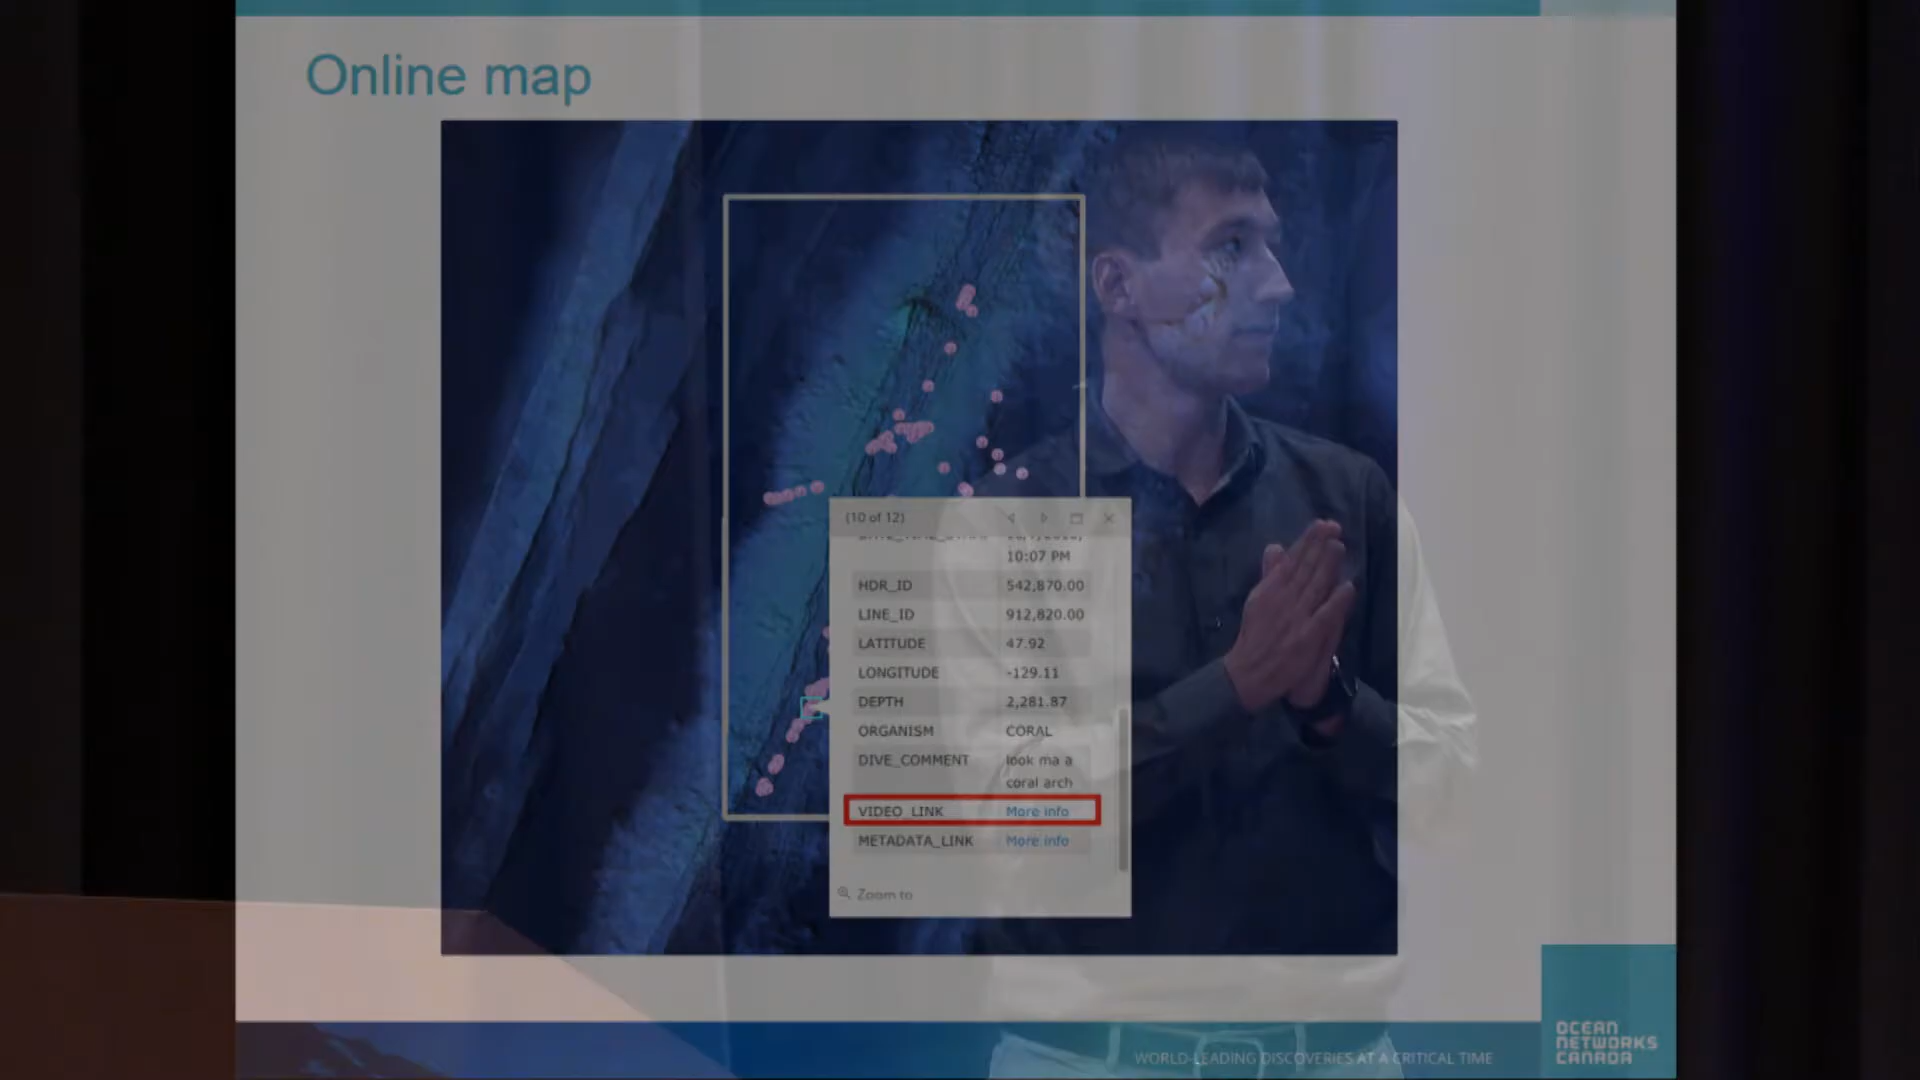 Online map
(10 of 12)
10:07 PM
HDR_ID 542,870.00
LINE_ID 912,820.00
LATITUDE 47.92
LONGITUDE -129.11
DEPTH 2,281.87
ORGANISM CORAL
DIVE_COMMENT look ma a
coral arch
VIDEO_LINK More info
METADATA_LINK More info
Zoom to
WORLD-LEADING DISCOVERIES AT A CRITICAL TIME
OCEAN
NETWORKS
CANADA